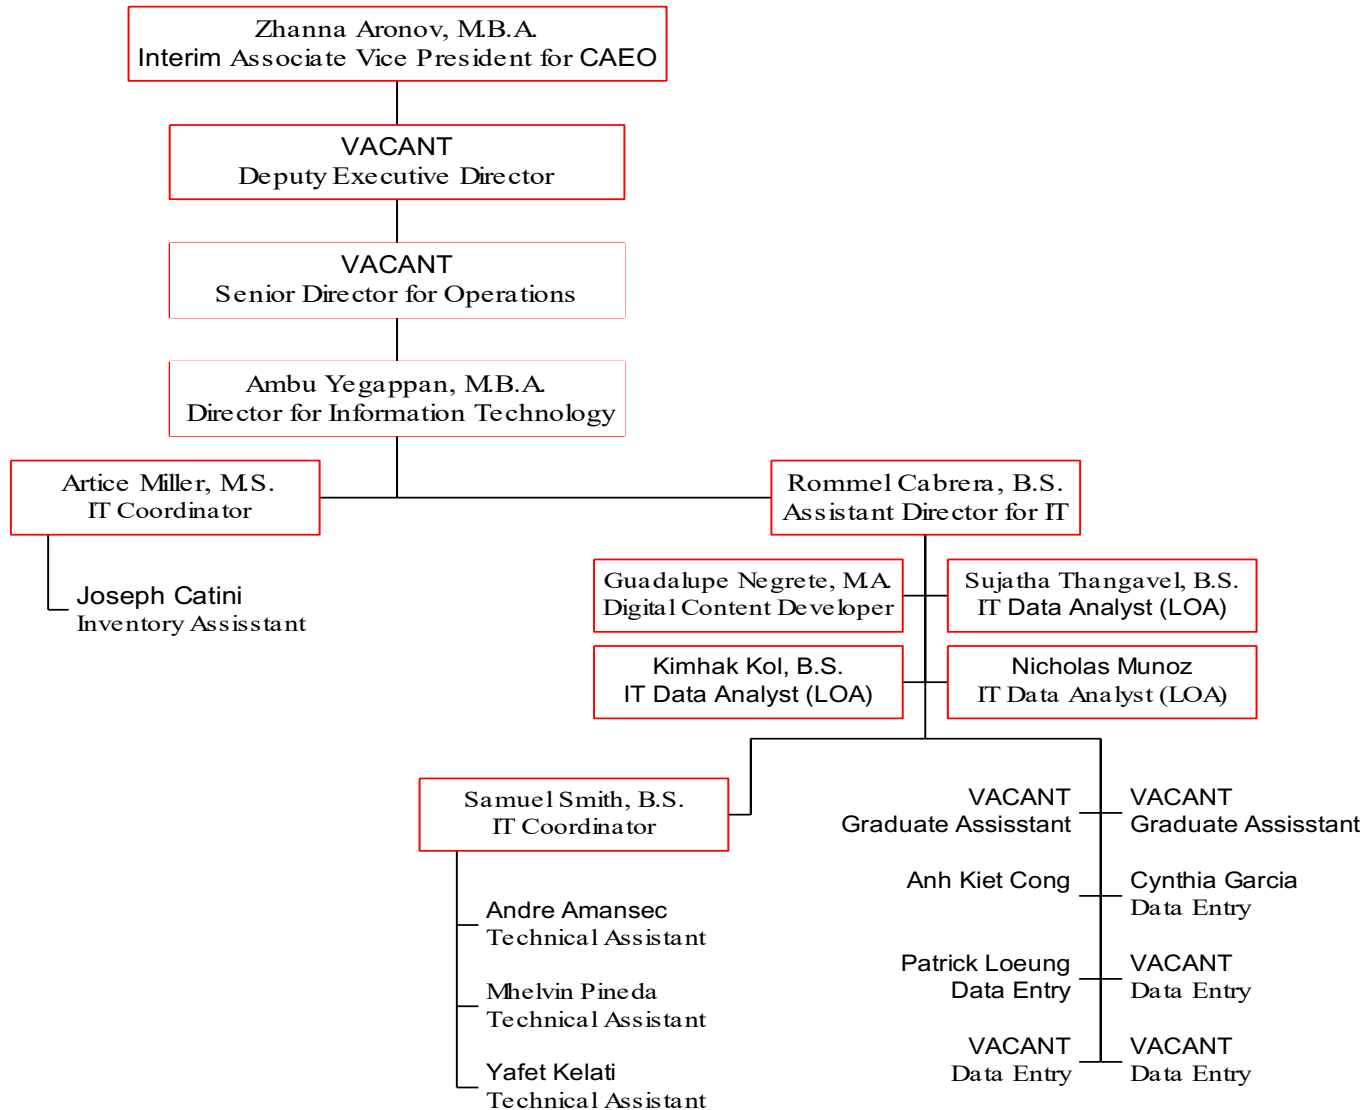 Zhanna Aronov, M.B.A.
Interim Associate Vice President for CAEO
VACANT
Deputy Executive Director
VACANT
Senior Director for Operations
Ambu Yegappan, M.B.A.
Director for Information Technology
Artice Miller, M.S.
IT Coordinator
Joseph Catini
Inventory Assisstant
Rommel Cabrera, B.S.
Assistant Director for IT
Guadalupe Negrete, M.A.
Digital Content Developer
Sujatha Thangavel, B.S.
IT Data Analyst (LOA)
Kimhak Kol, B.S.
IT Data Analyst (LOA)
Nicholas Munoz
IT Data Analyst (LOA)
Samuel Smith, B.S.
IT Coordinator
Andre Amansec
Technical Assistant
Mhelvin Pineda
Technical Assistant
Yafet Kelati
Technical Assistant
VACANT
Graduate Assisstant
VACANT
Graduate Assisstant
Anh Kiet Cong
Cynthia Garcia
Data Entry
Patrick Loeung
Data Entry
VACANT
Data Entry
VACANT
Data Entry
VACANT
Data Entry